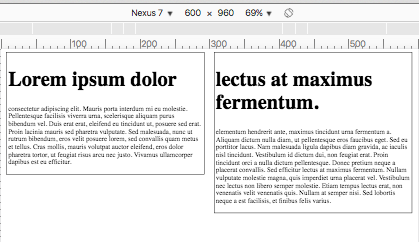 Nexus 7 ▼ 600 × 960 69% ▼
100 200 300 400 500
Lorem ipsum dolor
consectetur adipiscing elit. Mauris porta interdum mi eu molestie.
Pellentesque facilisis viverra urna, scelerisque aliquam purus
bibendum vel. Duis erat erat, eleifend eu tincidunt ut, posuere sed erat.
Proin lacinia mauris sed pharetra vulputate. Sed malesuada, nunc ut
rutrum bibendum, eros velit posuere lorem, sed convallis quam metus
et tellus. Cras mollis, mauris volutpat auctor eleifend, eros dolor
pharetra tortor, ut feugiat risus arcu nec justo. Vivamus ullamcorper
dapibus est eu efficitur.
lectus at maximus
fermentum.
elementum hendrerit ante, maximus tincidunt urna fermentum a.
Aliquam dictum nulla diam, ut feugiat leo accumsan eu. Sed eu
porttitor lacus. Nam malesuada ligula dapibus diam gravida, ac iaculis
nisl tincidunt. Vestibulum id dictum dui, non feugiat erat. Proin
tincidunt orci a nulla dictum pellentesque. Donec pretium neque a
placerat convallis. Sed efficitur lectus at maximus fermentum. Nullam
vulputate molestie magna, quis imperdiet urna dictum vel. Vestibulum
nec lectus non libero semper molestie. Etiam tempus lectus erat, non
venenatis velit venenatis quis. Nullam at semper nisi. Sed lobortis
neque a est facilisis, et finibus felis varius.